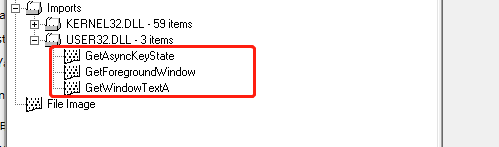 Imports
KERNEL32.DLL - 59 items
USER32.DLL - 3 items
GetAsyncKeyState
GetForegroundWindow
GetWindowTextA
File Image